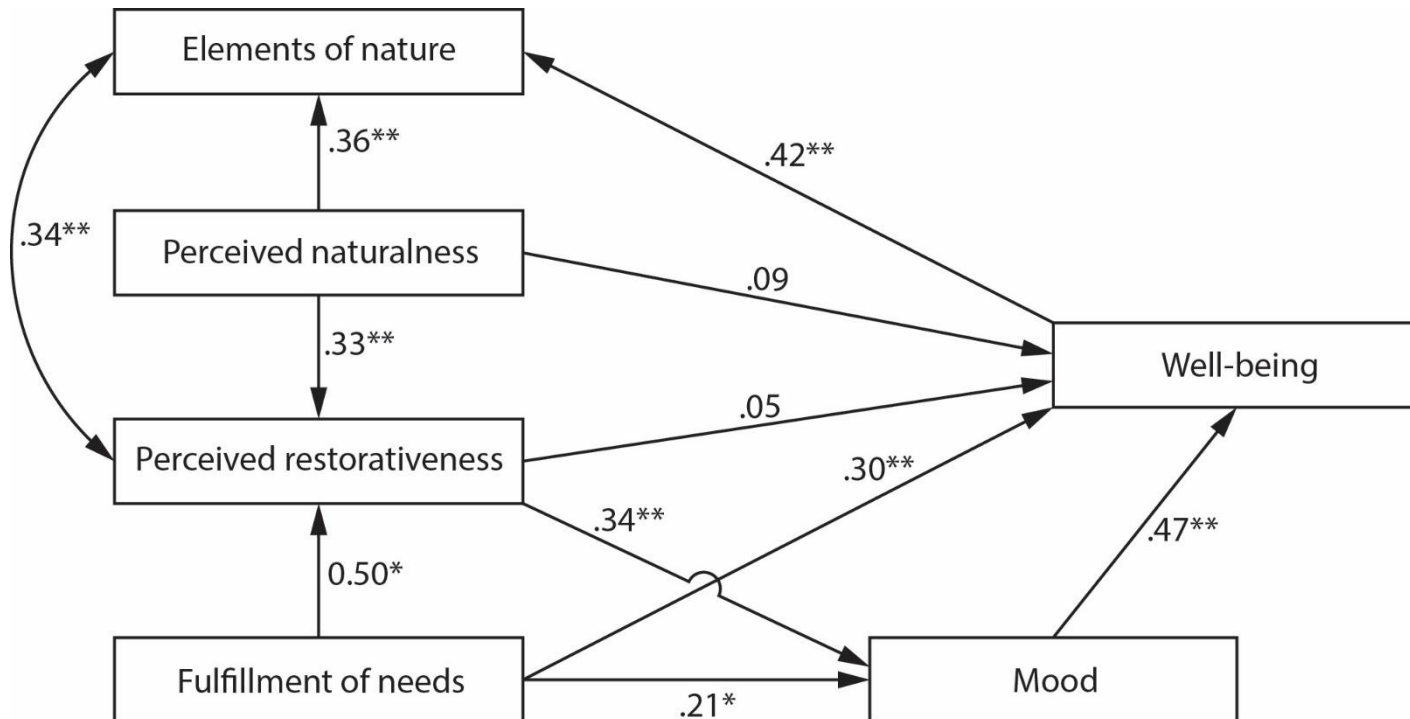 Elements of nature
.36**
.42**
.34**
Perceived naturalness
.09
.33**
Well-being
.05
Perceived restorativeness
.30**
.34**
.47**
0.50*
Fulfillment of needs
.21*
Mood